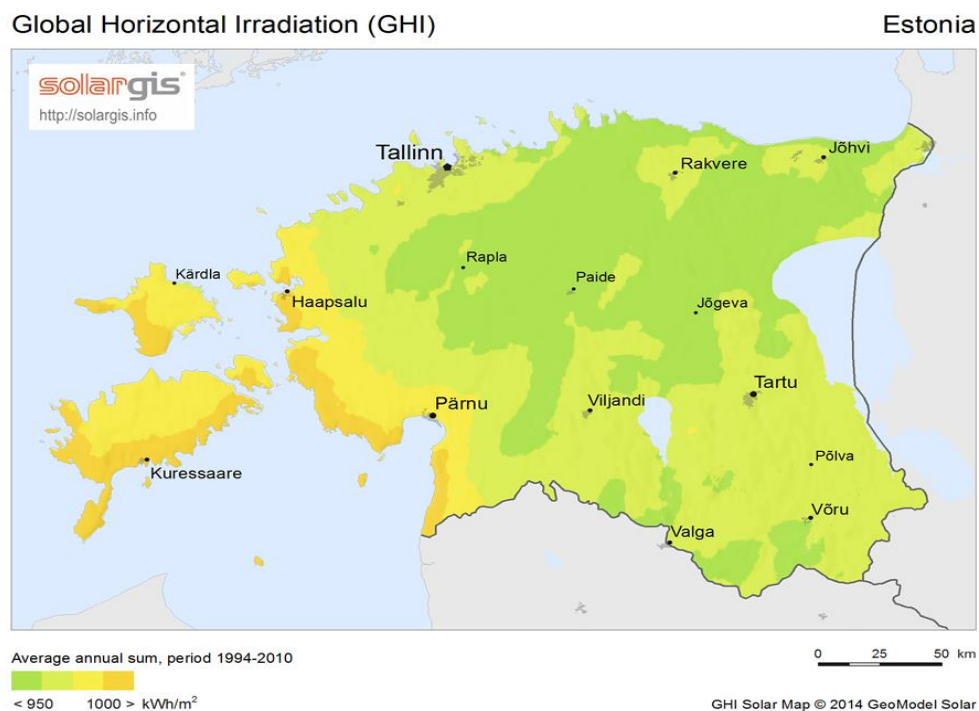 Global Horizontal Irradiation (GHI)
Estonia
solargis
http://solargis.info
Tallinn
Rakvere
Jõhvi
Rapla
Kärdla
Paide
Haapsalu
Jõgeva
Tartu
Pärnu
Viljandi
Põlva
Kuressaare
Võru
Valga
Average annual sum, period 1994-2010
0 25 50 km
< 950 1000 > kWh/m²
GHI Solar Map © 2014 GeoModel Solar